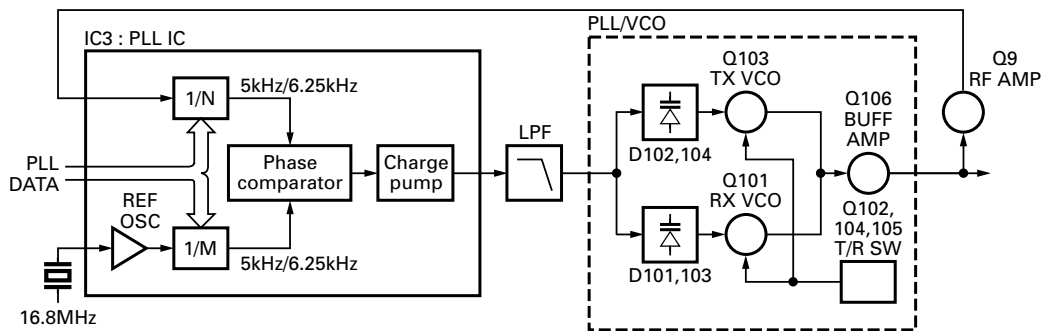 PLL/VCO
IC3 : PLL IC
Q103
TX VCO
Q9
RF AMP
1/N
5kHz/6.25kHz
Q106
BUFF
AMP
LPF
D102,104
PLL
DATA
Phase
comparator
Charge
pump
Q101
RX VCO
REF
OSC
Q102,
104,105
T/R SW
1/M
5kHz/6.25kHz
D101,103
16.8MHz